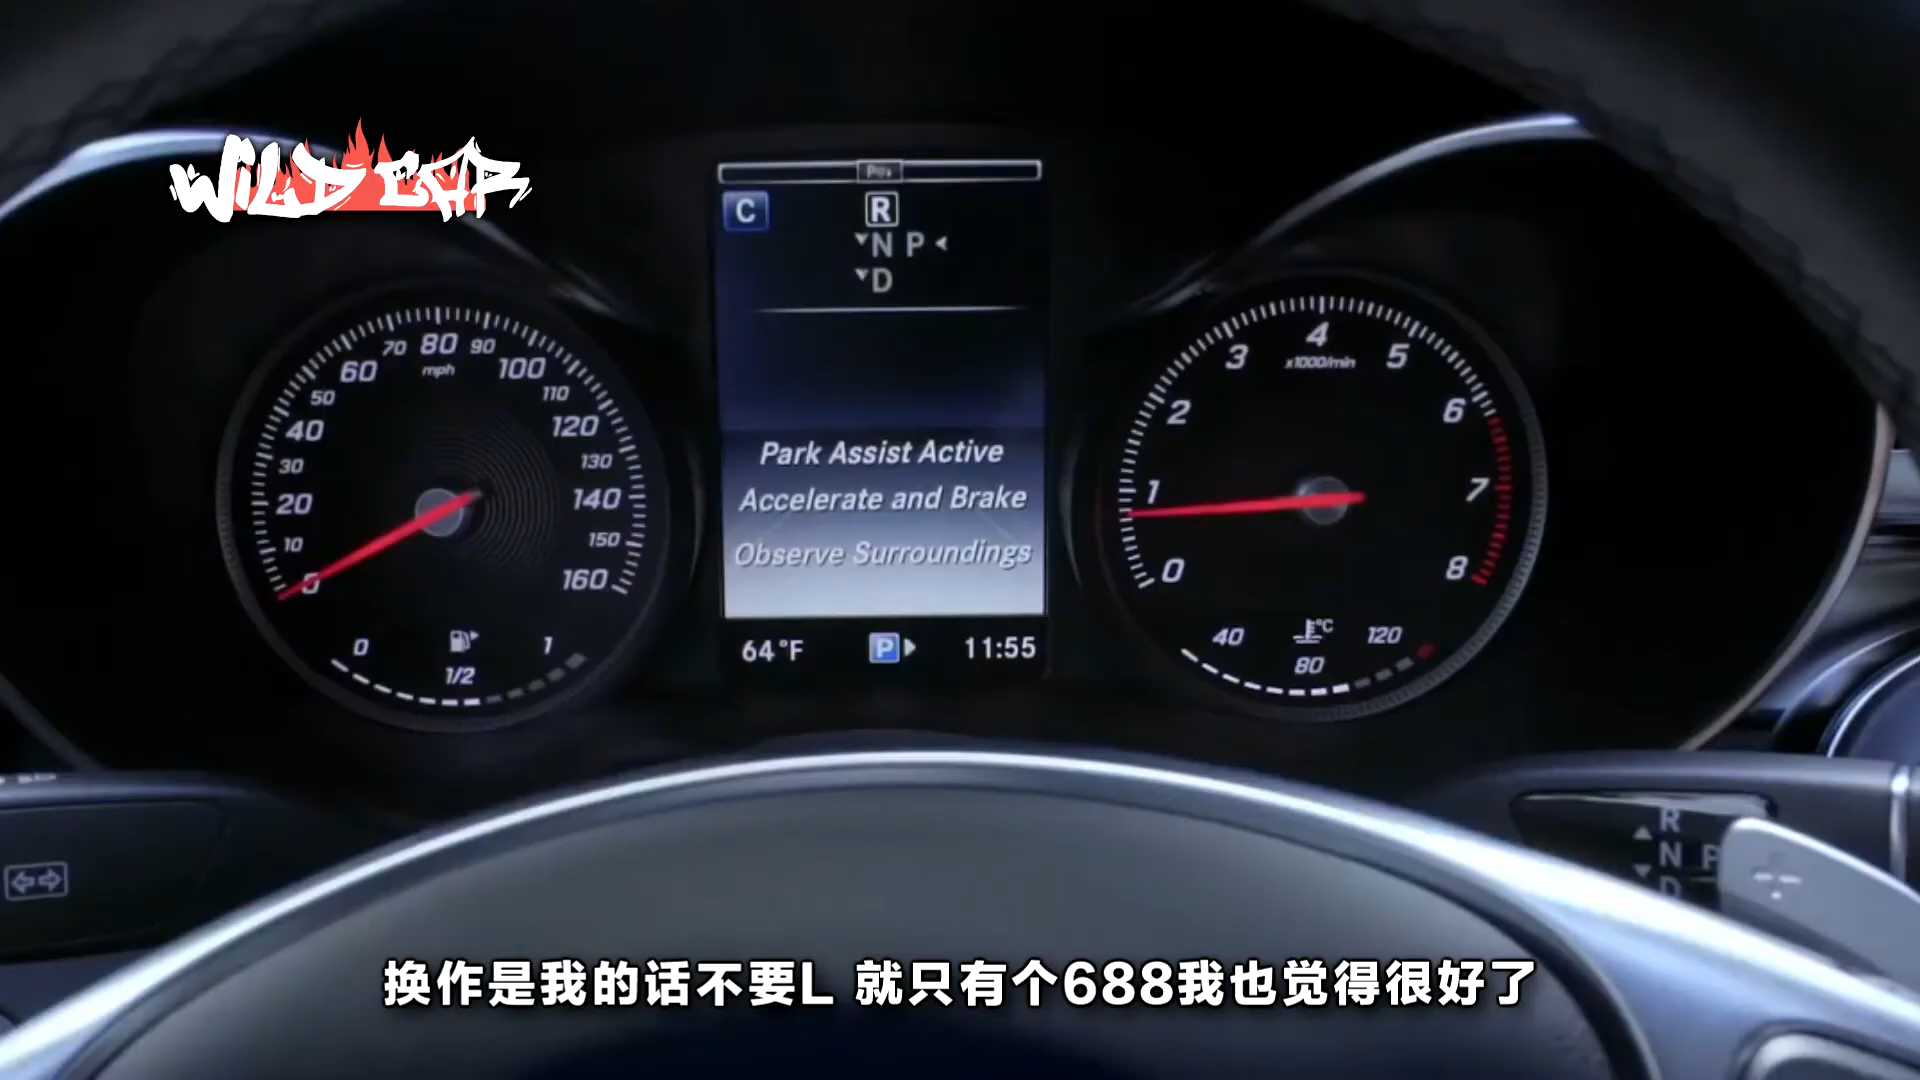 WILD CAR
C
R
N P
D
Park Assist Active
Accelerate and Brake
Observe Surroundings
64°F P 11:55
0 10 20 30 40 50 60 70 80 90 100 110 120 130 140 150 160
mph
0 1/2 1
0 1 2 3 4 5 6 7 8
x1000/min
40 80 120
°C
R
N P
D
换作是我的话不要L 就只有个688我也觉得很好了